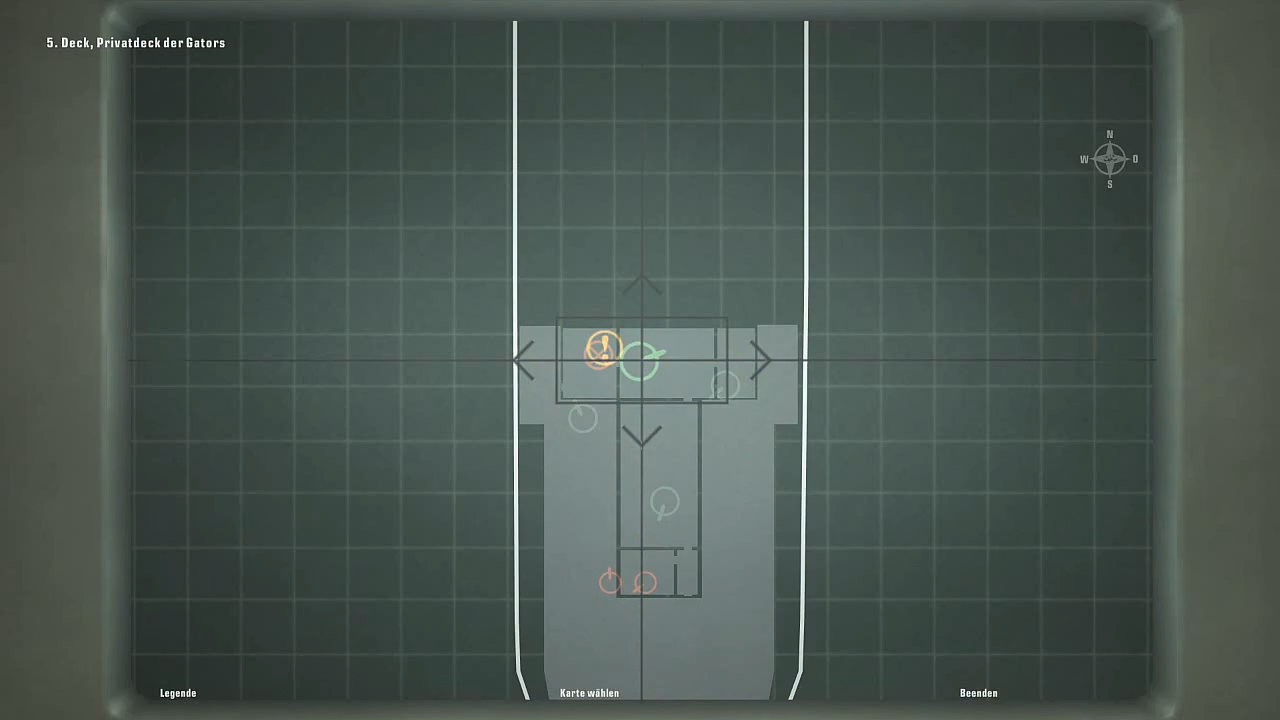 5. Deck, Privatdeck der Gators
N
W O
S
!
Legende
Karte wählen
Beenden